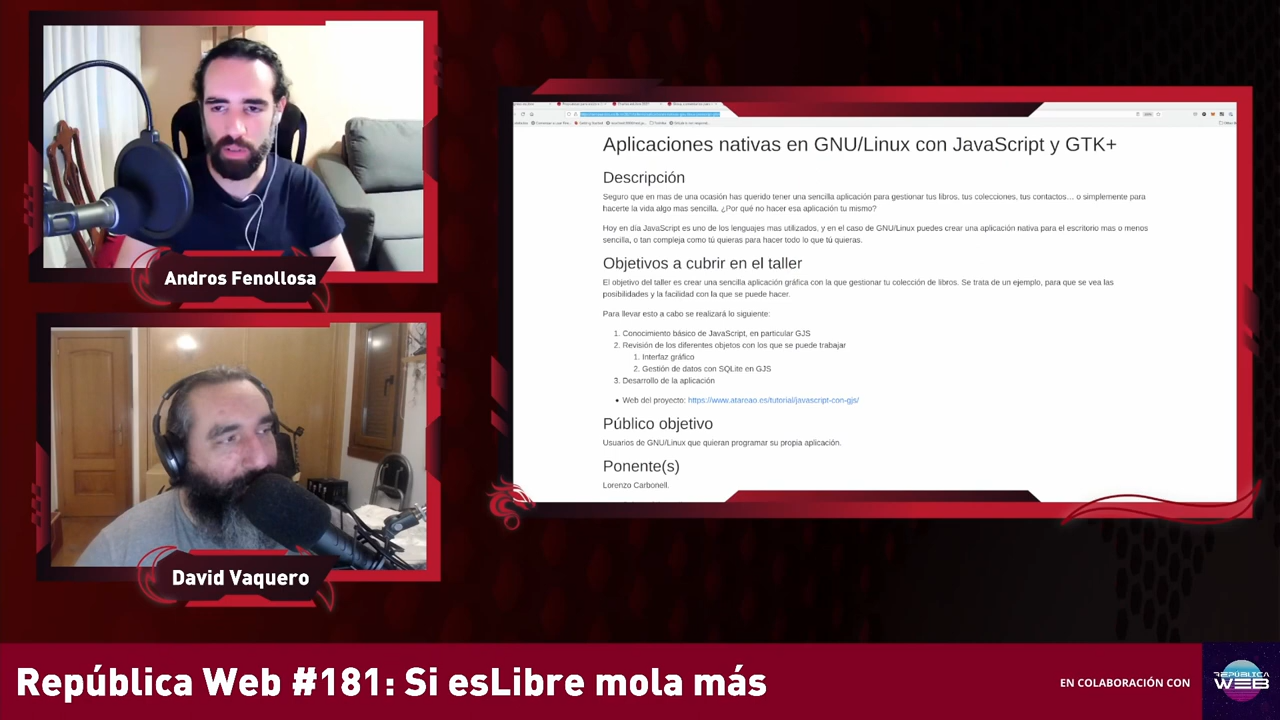 Andros Fenollosa
David Vaquero
Aplicaciones nativas en GNU/Linux con JavaScript y GTK+
Descripción
Seguro que en mas de una ocasión has querido tener una sencilla aplicación para gestionar tus libros, tus colecciones, tus contactos… o simplemente para
hacerte la vida algo mas sencilla. ¿Por qué no hacer esa aplicación tu mismo?
Hoy en día JavaScript es uno de los lenguajes mas utilizados, y en el caso de GNU/Linux puedes crear una aplicación nativa para el escritorio mas o menos
sencilla, o tan compleja como tú quieras para hacer todo lo que tú quieras.
Objetivos a cubrir en el taller
El objetivo del taller es crear una sencilla aplicación gráfica con la que gestionar tu colección de libros. Se trata de un ejemplo, para que se vea las
posibilidades y la facilidad con la que se puede hacer.
Para llevar esto a cabo se realizará lo siguiente:
1. Conocimiento básico de JavaScript, en particular GJS
2. Revisión de los diferentes objetos con los que se puede trabajar
1. Interfaz gráfico
2. Gestión de datos con SQLite en GJS
3. Desarrollo de la aplicación
• Web del proyecto: https://www.atareao.es/tutorial/javascript-con-gjs/
Público objetivo
Usuarios de GNU/Linux que quieran programar su propia aplicación.
Ponente(s)
Lorenzo Carbonell.
República Web #181: Si esLibre mola más
EN COLABORACIÓN CON
REPÚBLICA
WEB